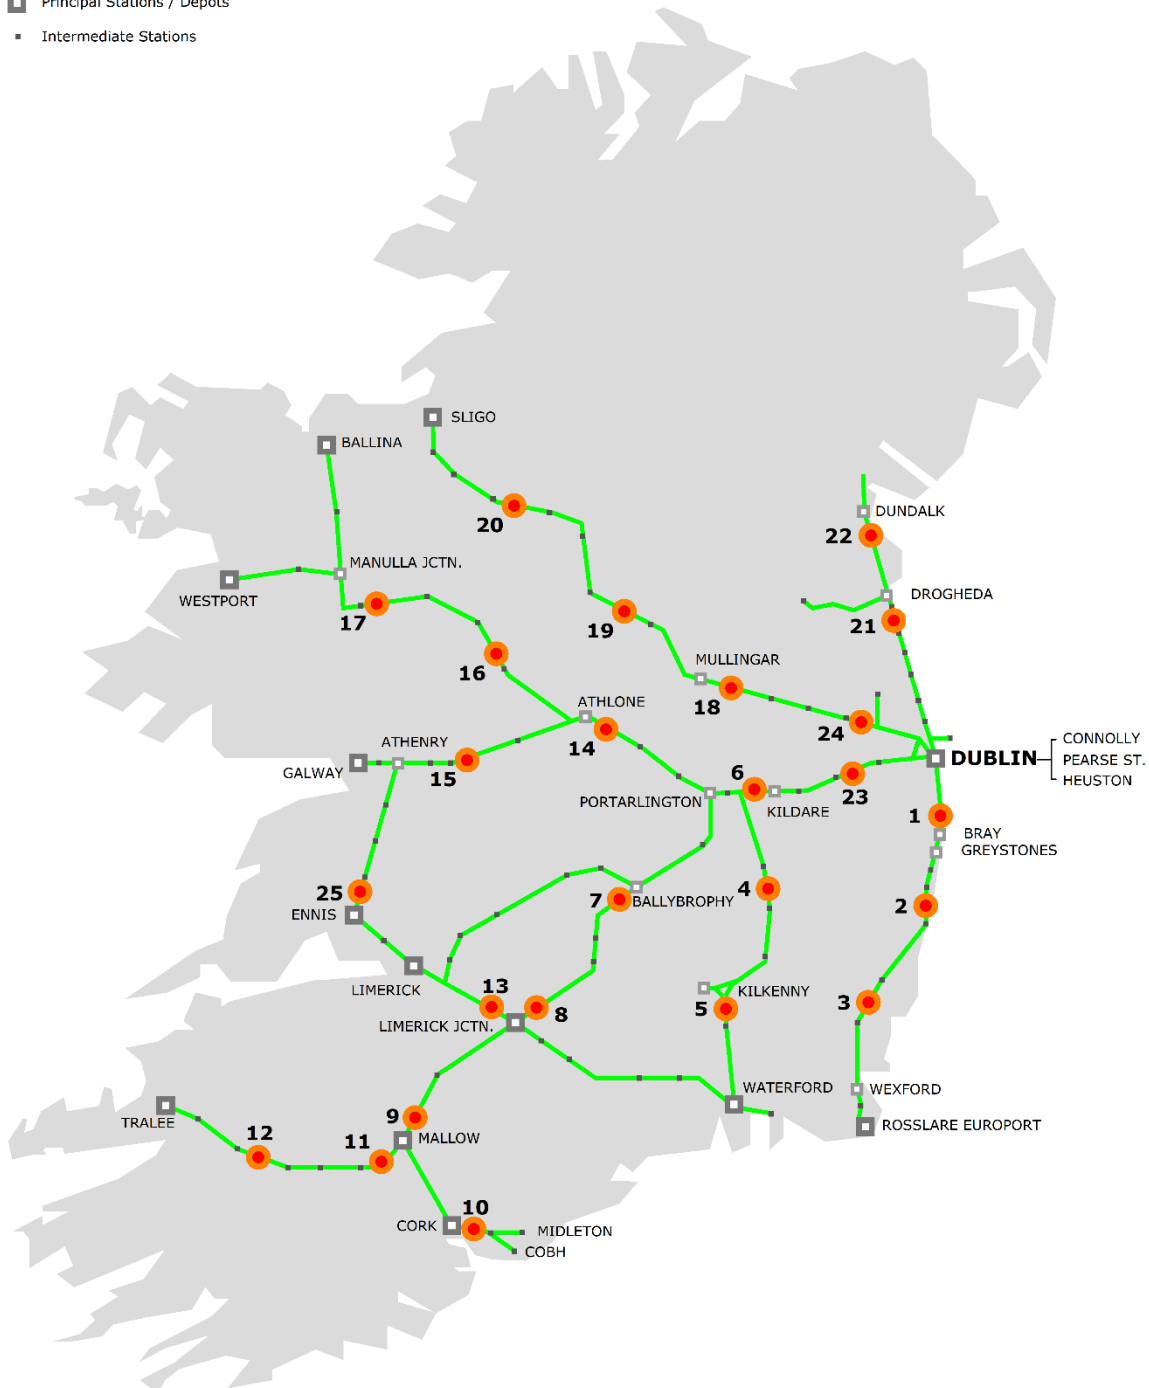 Principal Stations / Depots
Intermediate Stations
SLIGO
BALLINA
20
DUNDALK
22
MANULLA JCTN.
WESTPORT
17
DROGHEDA
21
19
16
MULLINGAR
18
ATHLONE
14
24
ATHENRY
GALWAY
15
DUBLIN
CONNOLLY
PEARSE ST.
HEUSTON
6
PORTARLINGTON
KILDARE
23
1
BRAY
GREYSTONES
25
ENNIS
7
BALLYBROPHY
4
2
LIMERICK
13
LIMERICK JCTN.
8
KILKENNY
5
3
WATERFORD
WEXFORD
ROSSLARE EUROPORT
TRALEE
12
9
MALLOW
11
10
CORK
MIDLETON
COBH